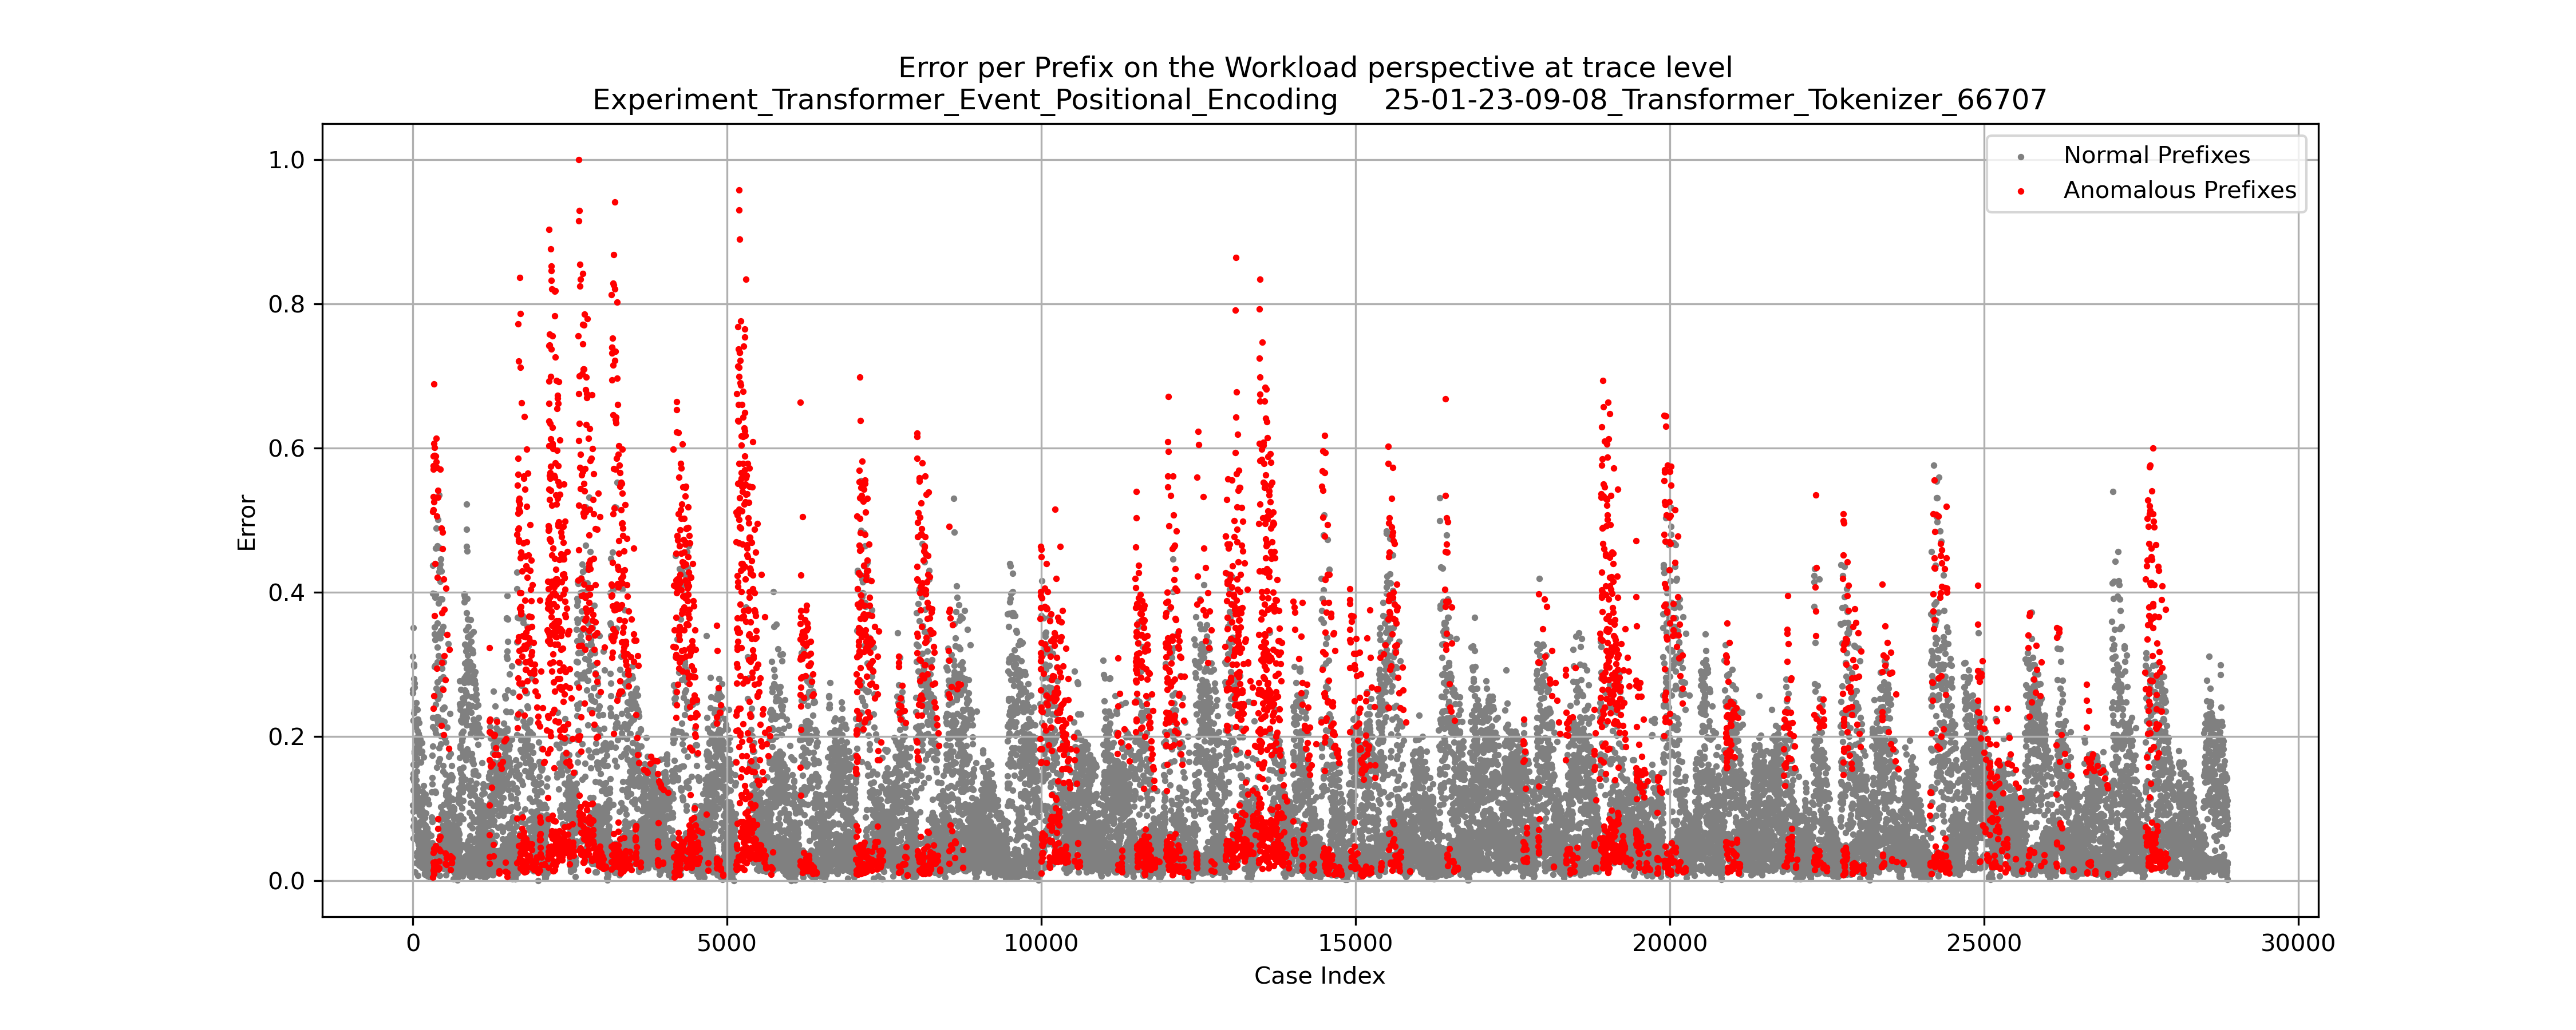 Error per Prefix on the Workload perspective at trace level
Experiment_Transformer_Event_Positional_Encoding 25-01-23-09-08_Transformer_Tokenizer_66707
Normal Prefixes
Anomalous Prefixes
1.0
0.8
0.6
0.4
0.2
0.0
Error
0 5000 10000 15000 20000 25000 30000
Case Index